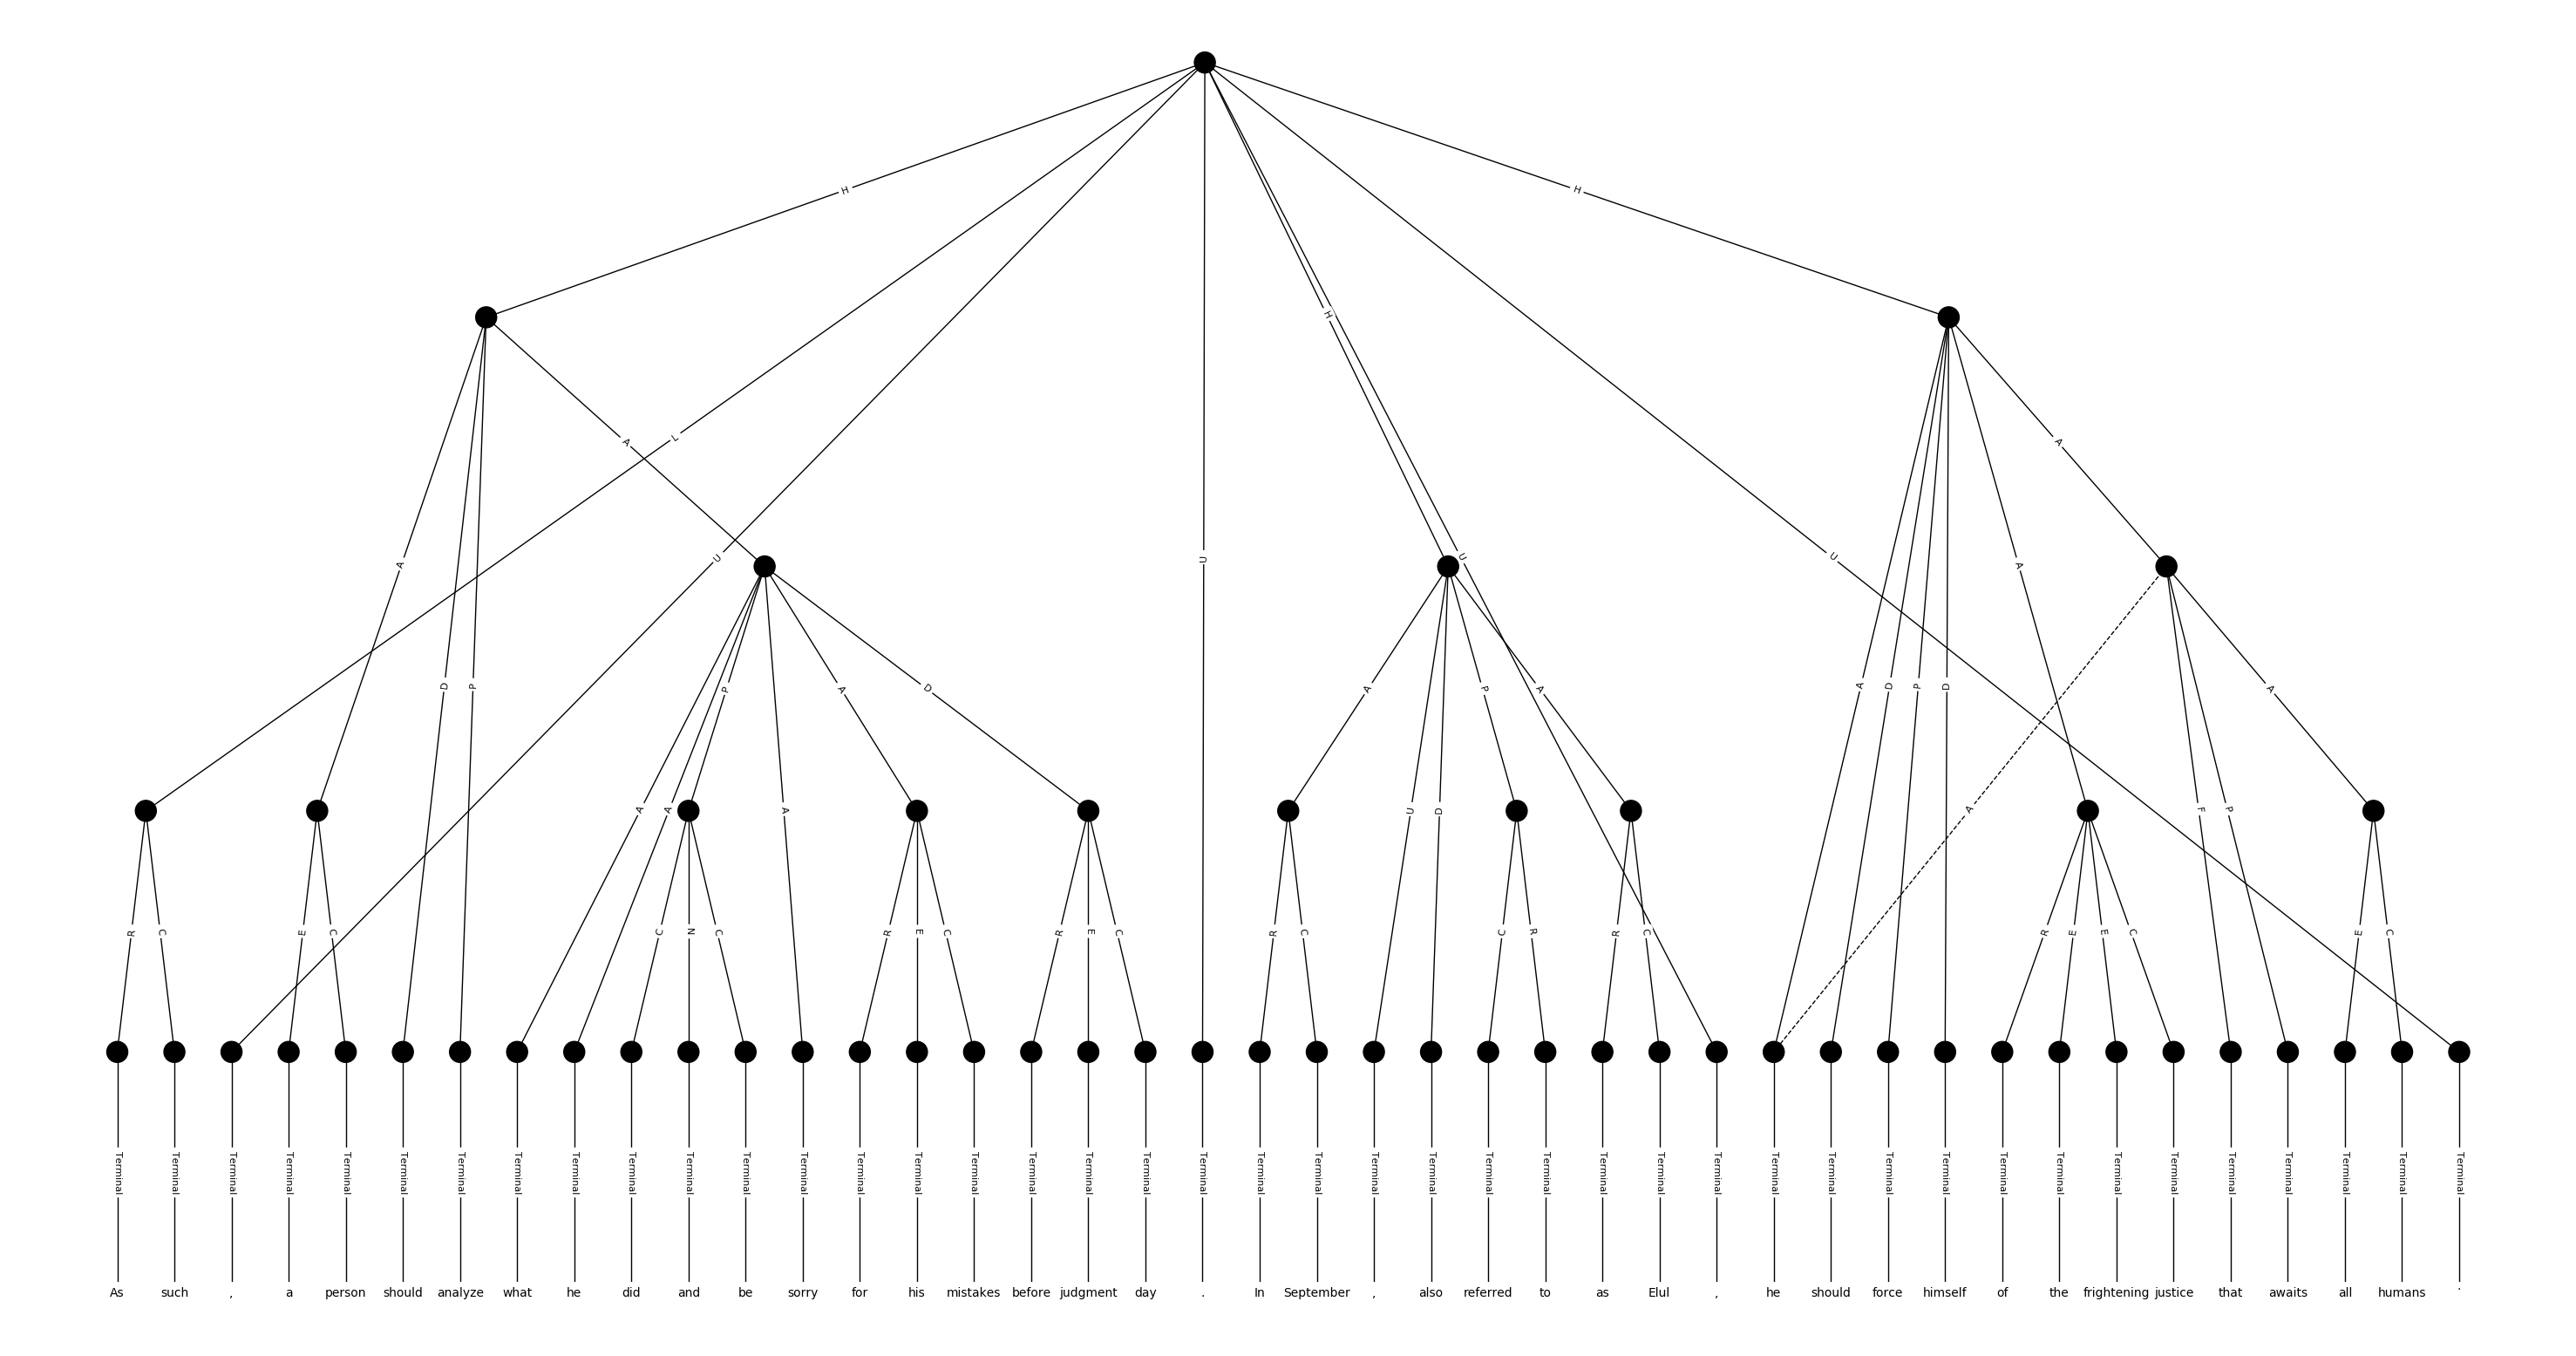 H H
H
A L A
U A U U U A
D P P A D A P A A D P D A
A A A U D A F P
R C E C C N C R E C R E C R C C R R C R E E C E C
Terminal Terminal Terminal Terminal Terminal Terminal Terminal Terminal Terminal Terminal Terminal Terminal Terminal Terminal Terminal Terminal Terminal Terminal Terminal Terminal Terminal Terminal Terminal Terminal Terminal Terminal Terminal Terminal Terminal Terminal Terminal Terminal Terminal Terminal Terminal Terminal Terminal Terminal Terminal Terminal Terminal Terminal
As such , a person should analyze what he did and be sorry for his mistakes before judgment day . In September , also referred to as Elul , he should force himself of the frightening justice that awaits all humans .